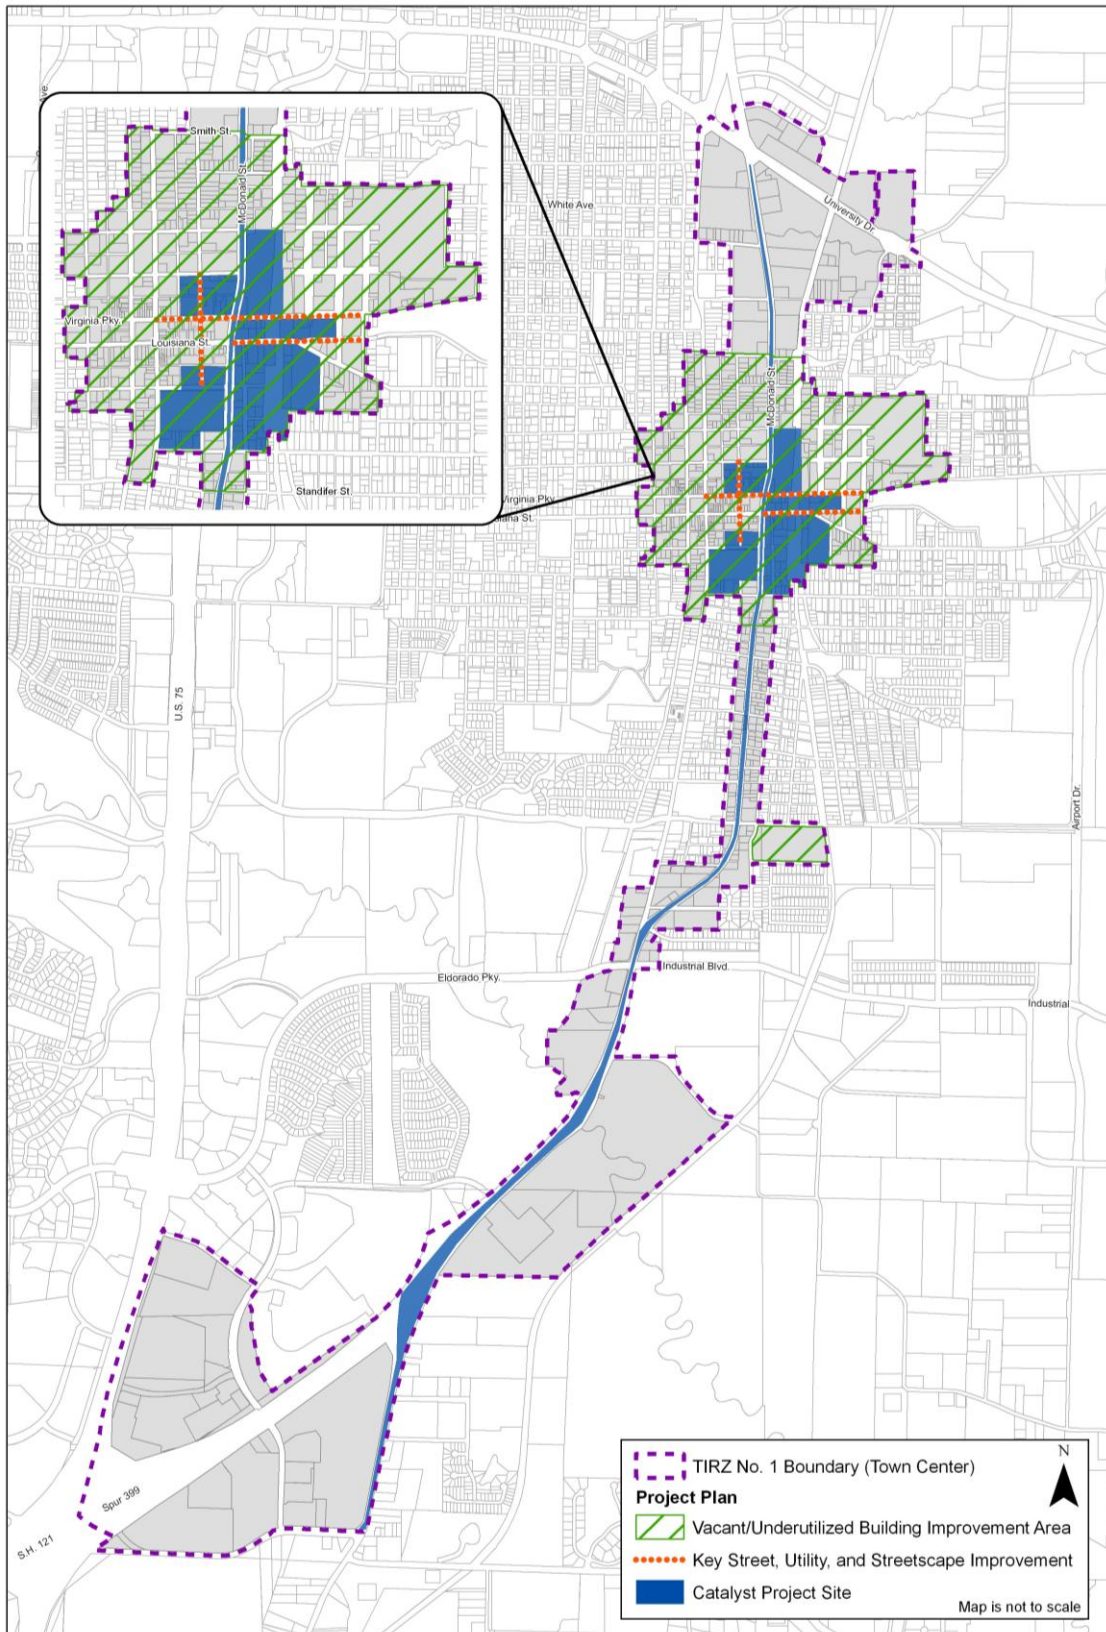 Ave.
Smith St.
McDonald St.
Virginia Pky.
Louisiana St.
Standifer St.
White Ave.
University Dr.
McDonald St.
Virginia Pky.
siana St.
U.S. 75
Airport Dr.
Eldorado Pky.
Industrial Blvd.
Industrial
Spur 399
S.H. 121
N
TIRZ No. 1 Boundary (Town Center)
Project Plan
Vacant/Underutilized Building Improvement Area
Key Street, Utility, and Streetscape Improvement
Catalyst Project Site
Map is not to scale